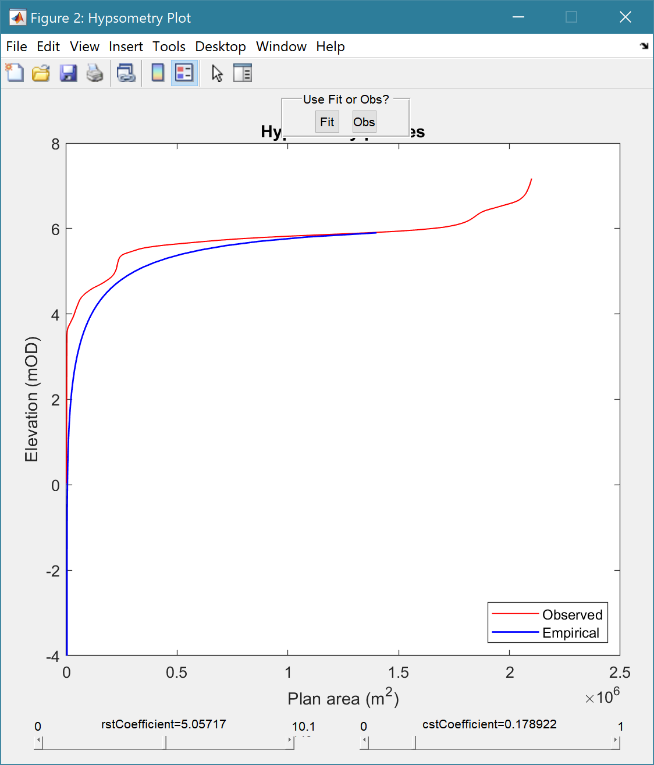 Figure 2: Hypsometry Plot
File Edit View Insert Tools Desktop Window Help
Use Fit or Obs?
Fit Obs
8
6
4
2
0
-2
-4
Elevation (mOD)
Observed
Empirical
0 0.5 1 1.5 2 2.5
Plan area (m²)
×10⁶
0 rstCoefficient=5.05717 10.1
0 cstCoefficient=0.178922 1